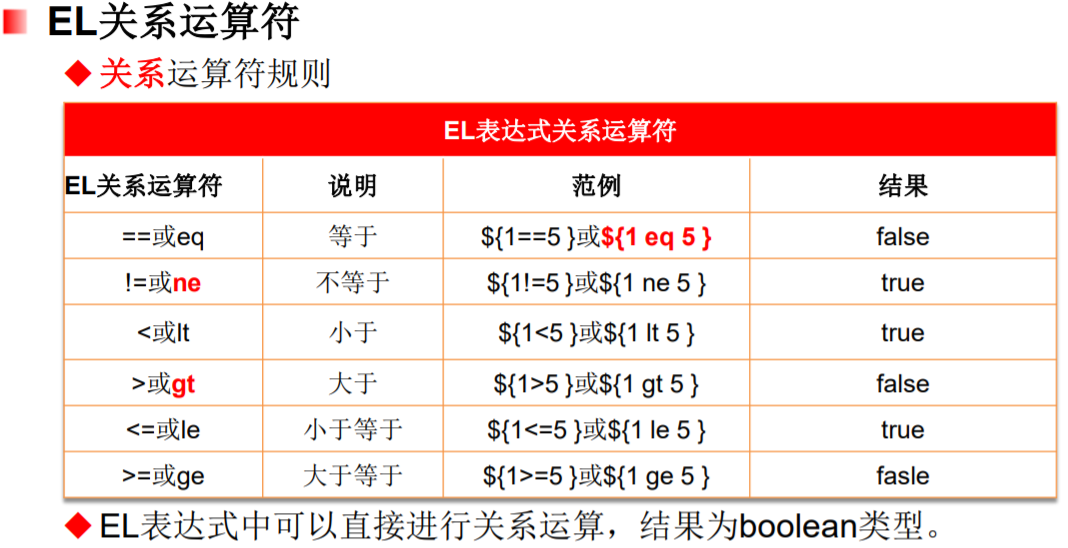 EL关系运算符
关系运算符规则
EL表达式关系运算符
EL关系运算符 说明 范例 结果
==或eq 等于 ${1==5 }或${1 eq 5 } false
!=或ne 不等于 ${1!=5 }或${1 ne 5 } true
<或lt 小于 ${1<5 }或${1 lt 5 } true
>或gt 大于 ${1>5 }或${1 gt 5 } false
<=或le 小于等于 ${1<=5 }或${1 le 5 } true
>=或ge 大于等于 ${1>=5 }或${1 ge 5 } fasle
EL表达式中可以直接进行关系运算，结果为boolean类型。